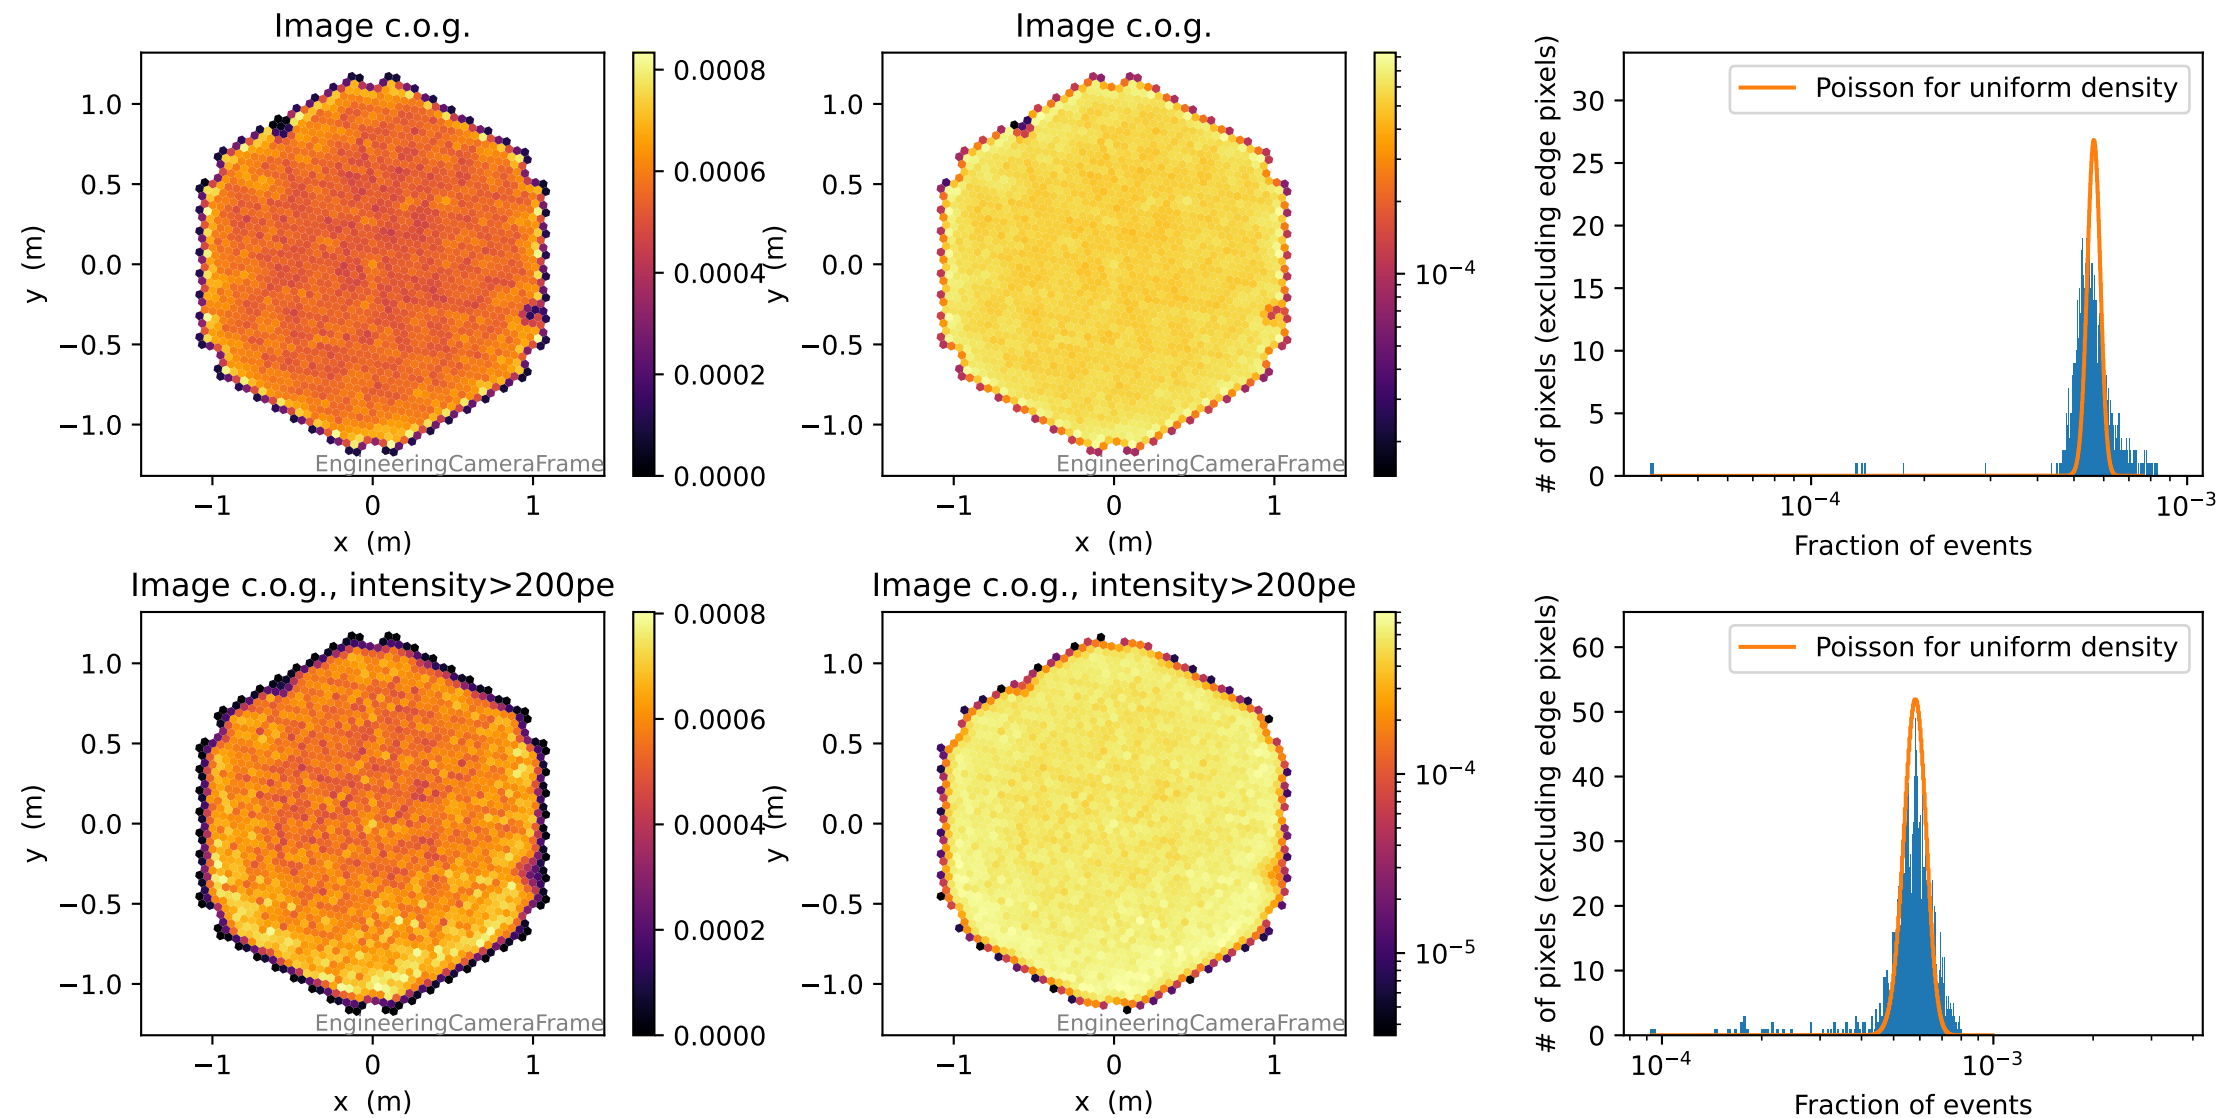 Image c.o.g.
1.0
0.5
0.0
−0.5
−1.0
y (m)
−1 0 1
x (m)
EngineeringCameraFrame
0.0008
0.0006
0.0004
0.0002
0.0000
Image c.o.g.
1.0
0.5
0.0
−0.5
−1.0
y (m)
−1 0 1
x (m)
EngineeringCameraFrame
10⁻⁴
Poisson for uniform density
# of pixels (excluding edge pixels)
30
25
20
15
10
5
0
10⁻⁴ 10⁻³
Fraction of events
Image c.o.g., intensity>200pe
1.0
0.5
0.0
−0.5
−1.0
y (m)
−1 0 1
x (m)
EngineeringCameraFrame
0.0008
0.0006
0.0004
0.0002
0.0000
Image c.o.g., intensity>200pe
1.0
0.5
0.0
−0.5
−1.0
y (m)
−1 0 1
x (m)
EngineeringCameraFrame
10⁻⁴
10⁻⁵
Poisson for uniform density
# of pixels (excluding edge pixels)
60
50
40
30
20
10
0
10⁻⁴ 10⁻³
Fraction of events